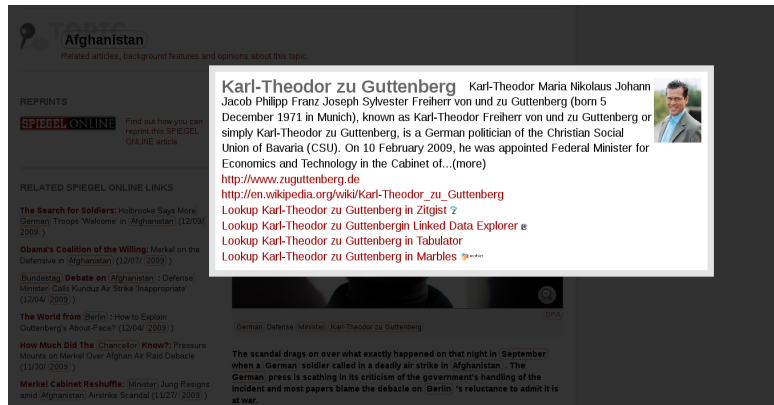 TOPIC
Afghanistan
Related articles, background features and opinions about this topic.
REPRINTS
SPIEGEL ONLINE
Find out how you can
reprint this SPIEGEL
ONLINE article
RELATED SPIEGEL ONLINE LINKS
The Search for Soldiers: Holbrooke Says More
German Troops 'Welcome' in Afghanistan (12/09/
2009 )
Obama's Coalition of the Willing: Merkel on the
Defensive in Afghanistan (12/07/ 2009 )
Bundestag Debate on Afghanistan : Defense
Minister Calls Kunduz Air Strike 'Inappropriate'
(12/04/ 2009 )
The World from Berlin : How to Explain
Guttenberg's About-Face? (12/04/ 2009 )
How Much Did The Chancellor Know?: Pressure
Mounts on Merkel Over Afghan Air Raid Debacle
(11/30/ 2009 )
Merkel Cabinet Reshuffle: Minister Jung Resigns
amid Afghanistan Airstrike Scandal (11/27/ 2009 )
Karl-Theodor zu Guttenberg Karl-Theodor Maria Nikolaus Johann
Jacob Philipp Franz Joseph Sylvester Freiherr von und zu Guttenberg (born 5
December 1971 in Munich), known as Karl-Theodor Freiherr von und zu Guttenberg or
simply Karl-Theodor zu Guttenberg, is a German politician of the Christian Social
Union of Bavaria (CSU). On 10 February 2009, he was appointed Federal Minister for
Economics and Technology in the Cabinet of...(more)
http://www.zuguttenberg.de
http://en.wikipedia.org/wiki/Karl-Theodor_zu_Guttenberg
Lookup Karl-Theodor zu Guttenberg in Zitgist
Lookup Karl-Theodor zu Guttenbergin Linked Data Explorer
Lookup Karl-Theodor zu Guttenberg in Tabulator
Lookup Karl-Theodor zu Guttenberg in Marbles
DPA
German Defense Minister Karl-Theodor zu Guttenberg
The scandal drags on over what exactly happened on that night in September
when a German soldier called in a deadly air strike in Afghanistan . The
German press is scathing in its criticism of the government's handling of the
incident and most papers blame the debacle on Berlin 's reluctance to admit it is
at war.